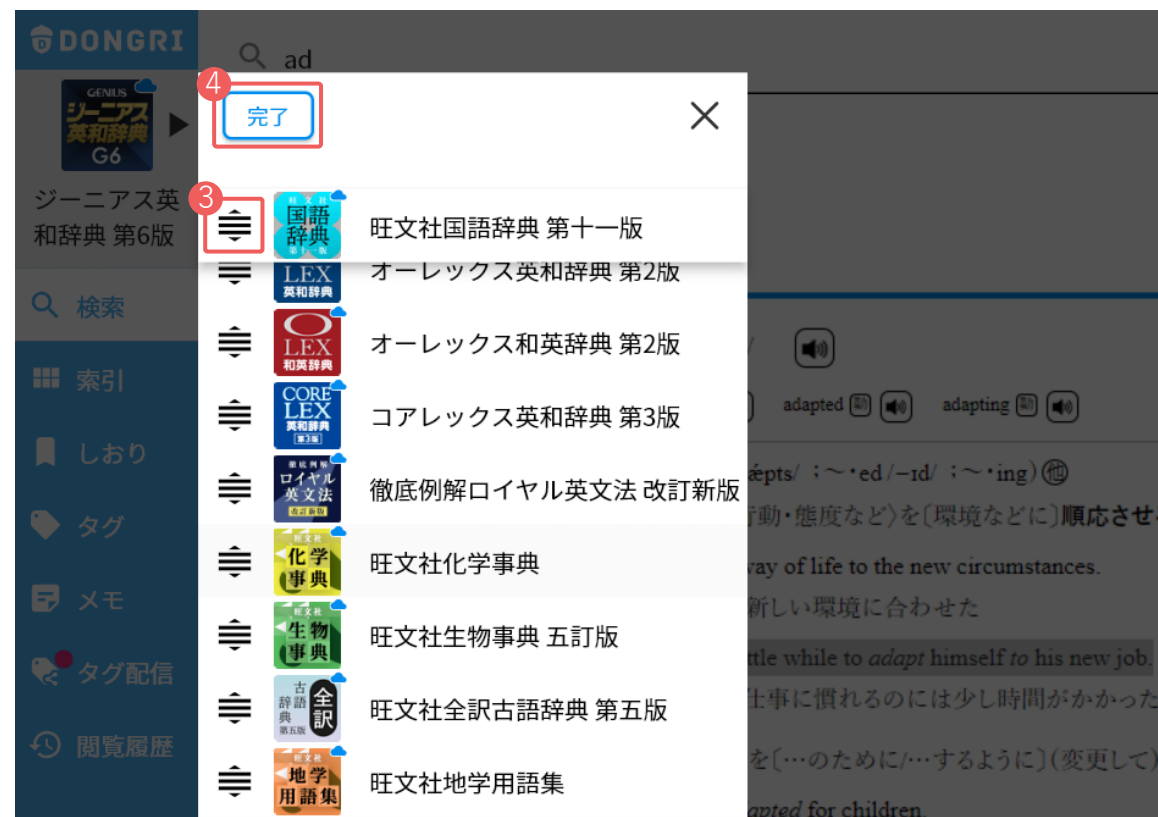 DONGRI
ad
GENIUS
ジーニアス
英和辞典
G6
ジーニアス英
和辞典 第6版
検索
索引
しおり
タグ
メモ
タグ配信
閲覧履歴
4
完了
3
旺文社
国語
辞典
第十一版
旺文社国語辞典 第十一版
LEX
英和辞典
オーレックス英和辞典 第2版
LEX
和英辞典
オーレックス和英辞典 第2版
CORE
LEX
英和辞典
第3版
コアレックス英和辞典 第3版
徹底例解
ロイヤル
英文法
改訂新版
徹底例解ロイヤル英文法 改訂新版
旺文社
化学
事典
旺文社化学事典
旺文社
生物
事典
旺文社生物事典 五訂版
古語
辞典
第五版
全訳
旺文社全訳古語辞典 第五版
旺文社
地学
用語集
旺文社地学用語集
adapted adapting
ǽpts/ ；～・ed /–ɪd/ ；～・ing) 他
動・態度など〉を〔環境などに〕順応させ
way of life to the new circumstances.
新しい環境に合わせた
ttle while to adapt himself to his new job.
仕事に慣れるのには少し時間がかかった
を〔…のために/…するように〕(変更して)
apted for children.